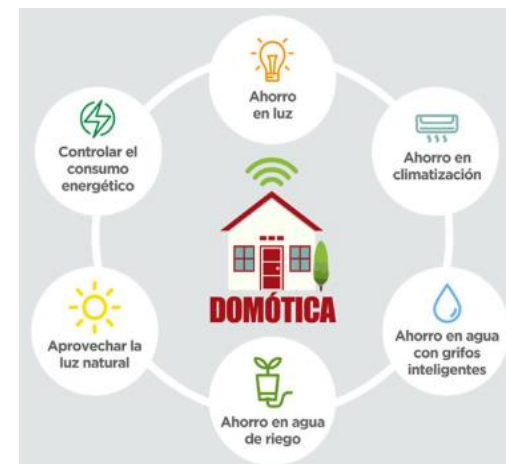 Ahorro
en luz
Ahorro en
climatización
Ahorro en agua
con grifos
inteligentes
Ahorro en agua
de riego
Aprovechar la
luz natural
Controlar el
consumo
energético
DOMÓTICA